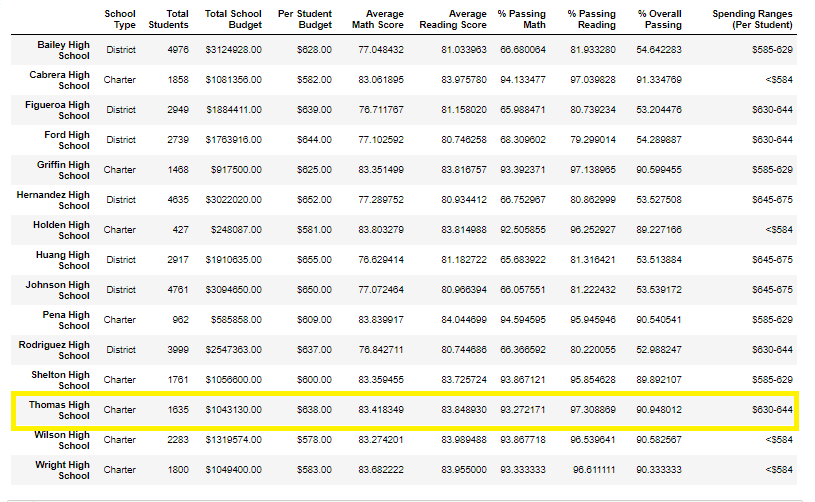 School Type Total Students Total School Budget Per Student Budget Average Math Score Average Reading Score % Passing Math % Passing Reading % Overall Passing Spending Ranges (Per Student)
Bailey High School District 4976 $3124928.00 $628.00 77.048432 81.033963 66.680064 81.933280 54.642283 $585-629
Cabrera High School Charter 1858 $1081356.00 $582.00 83.061895 83.975780 94.133477 97.039828 91.334769 <$584
Figueroa High School District 2949 $1884411.00 $639.00 76.711767 81.158020 65.988471 80.739234 53.204476 $630-644
Ford High School District 2739 $1763916.00 $644.00 77.102592 80.746258 68.309602 79.299014 54.289887 $630-644
Griffin High School Charter 1468 $917500.00 $625.00 83.351499 83.816757 93.392371 97.138965 90.599455 $585-629
Hernandez High School District 4635 $3022020.00 $652.00 77.289752 80.934412 66.752967 80.862999 53.527508 $645-675
Holden High School Charter 427 $248087.00 $581.00 83.803279 83.814988 92.505855 96.252927 89.227166 <$584
Huang High School District 2917 $1910635.00 $655.00 76.629414 81.182722 65.683922 81.316421 53.513884 $645-675
Johnson High School District 4761 $3094650.00 $650.00 77.072464 80.966394 66.057551 81.222432 53.539172 $645-675
Pena High School Charter 962 $585858.00 $609.00 83.839917 84.044699 94.594595 95.945946 90.540541 $585-629
Rodriguez High School District 3999 $2547363.00 $637.00 76.842711 80.744686 66.366592 80.220055 52.988247 $630-644
Shelton High School Charter 1761 $1056600.00 $600.00 83.359455 83.725724 93.867121 95.854628 89.892107 $585-629
Thomas High School Charter 1635 $1043130.00 $638.00 83.418349 83.848930 93.272171 97.308869 90.948012 $630-644
Wilson High School Charter 2283 $1319574.00 $578.00 83.274201 83.989488 93.867718 96.539641 90.582567 <$584
Wright High School Charter 1800 $1049400.00 $583.00 83.682222 83.955000 93.333333 96.611111 90.333333 <$584